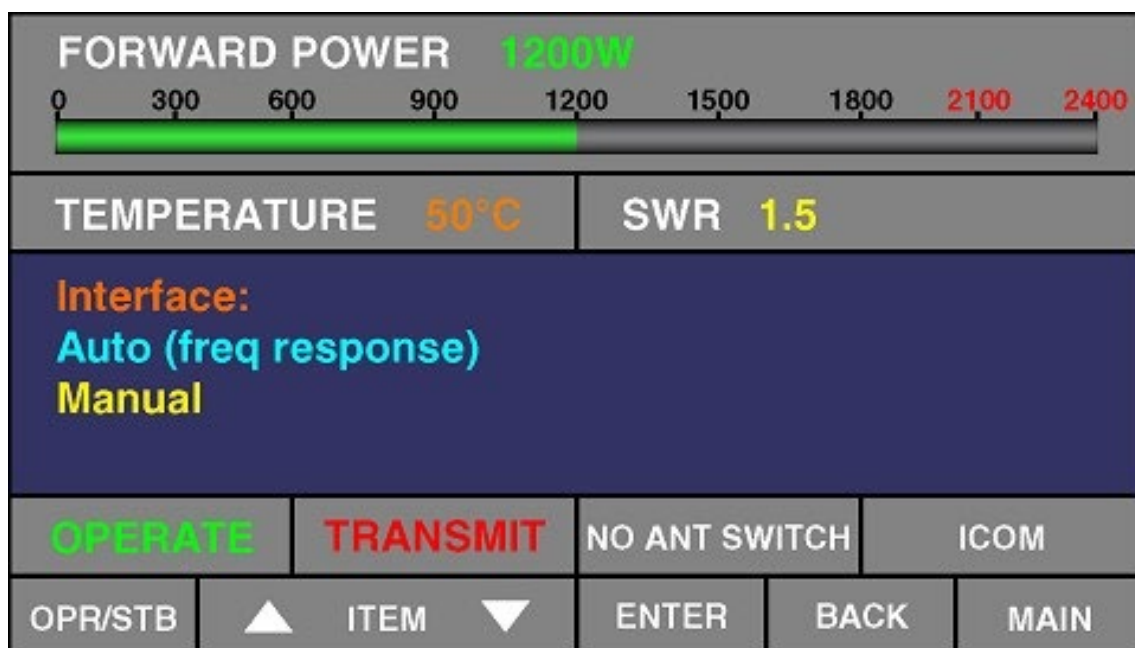 FORWARD POWER 1200W
0 300 600 900 1200 1500 1800 2100 2400
TEMPERATURE 50°C SWR 1.5
Interface:
Auto (freq response)
Manual
OPERATE TRANSMIT NO ANT SWITCH ICOM
OPR/STB ▲ ITEM ▼ ENTER BACK MAIN